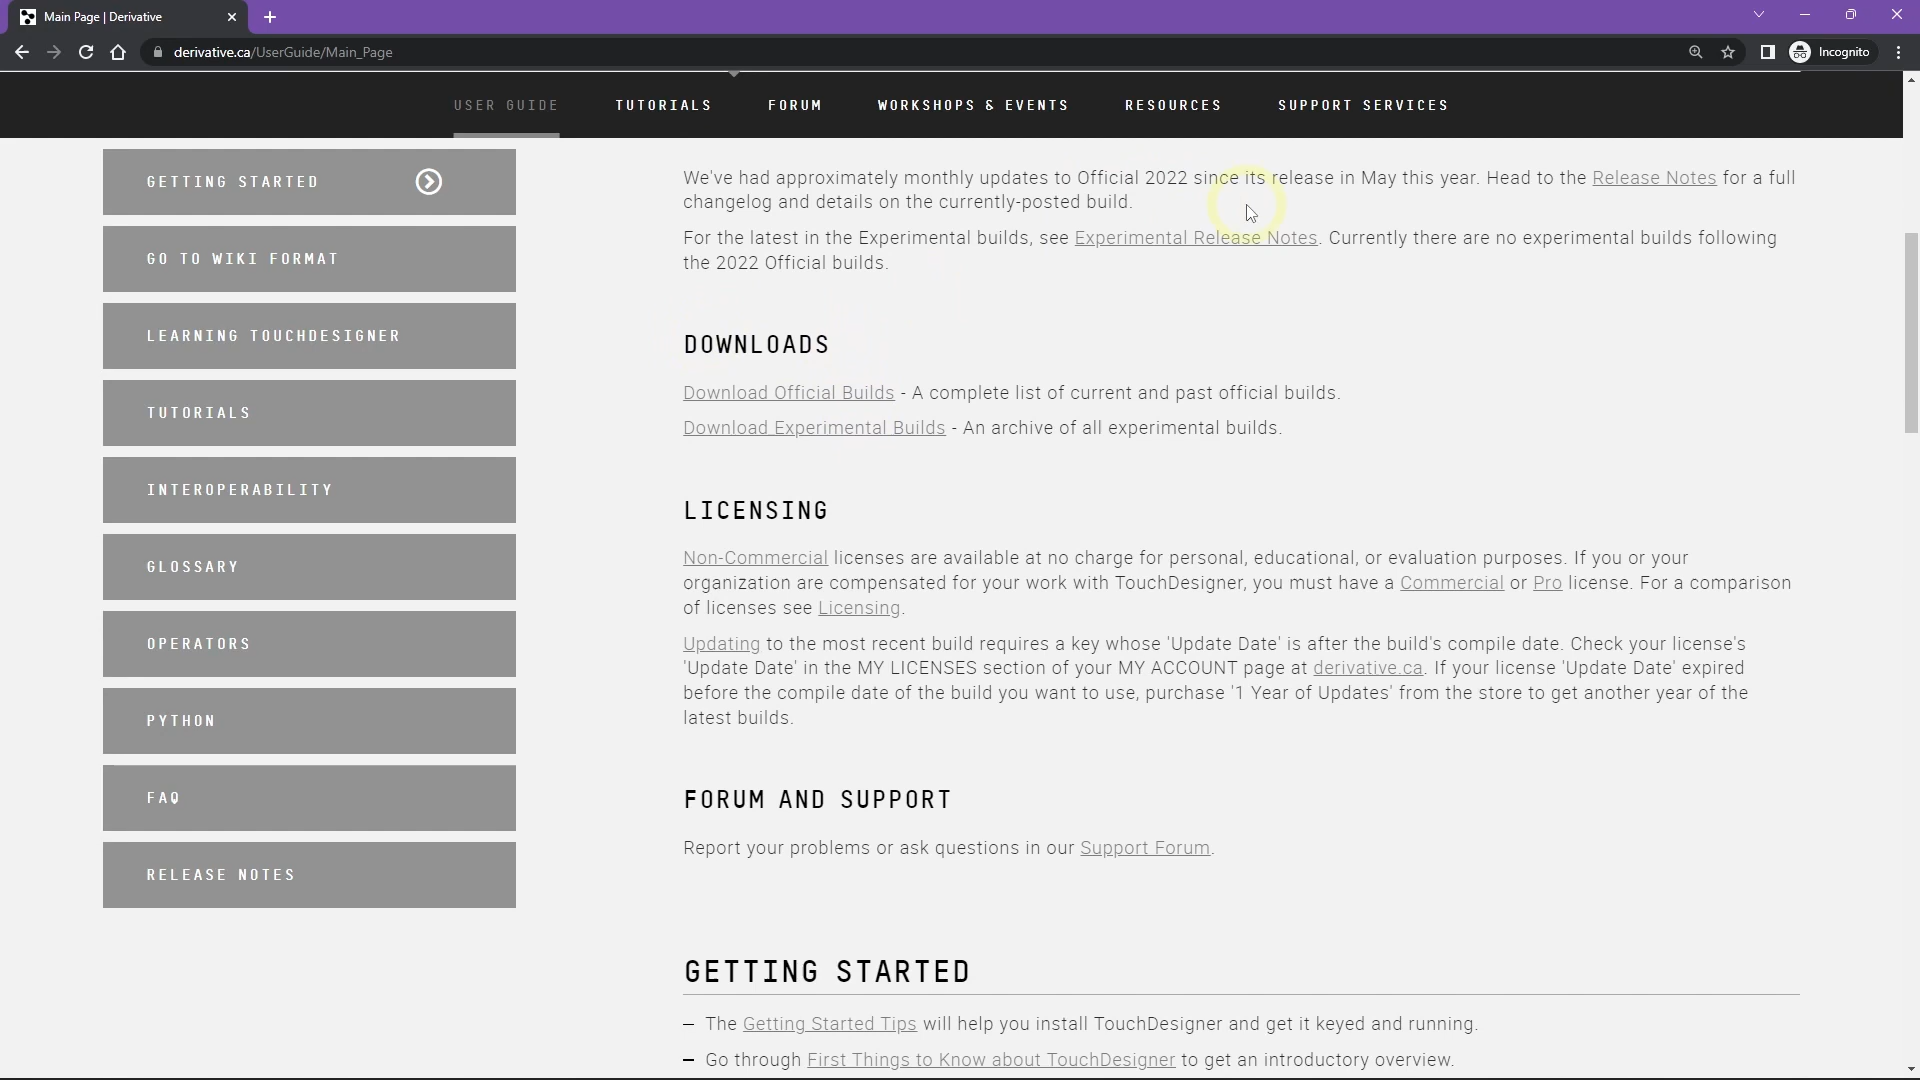 Main Page | Derivative
derivative.ca/UserGuide/Main_Page
Incognito
USER GUIDE TUTORIALS FORUM WORKSHOPS & EVENTS RESOURCES SUPPORT SERVICES
GETTING STARTED
GO TO WIKI FORMAT
LEARNING TOUCHDESIGNER
TUTORIALS
INTEROPERABILITY
GLOSSARY
OPERATORS
PYTHON
FAQ
RELEASE NOTES
We've had approximately monthly updates to Official 2022 since its release in May this year. Head to the Release Notes for a full
changelog and details on the currently-posted build.
For the latest in the Experimental builds, see Experimental Release Notes. Currently there are no experimental builds following
the 2022 Official builds.
DOWNLOADS
Download Official Builds - A complete list of current and past official builds.
Download Experimental Builds - An archive of all experimental builds.
LICENSING
Non-Commercial licenses are available at no charge for personal, educational, or evaluation purposes. If you or your
organization are compensated for your work with TouchDesigner, you must have a Commercial or Pro license. For a comparison
of licenses see Licensing.
Updating to the most recent build requires a key whose 'Update Date' is after the build's compile date. Check your license's
'Update Date' in the MY LICENSES section of your MY ACCOUNT page at derivative.ca. If your license 'Update Date' expired
before the compile date of the build you want to use, purchase '1 Year of Updates' from the store to get another year of the
latest builds.
FORUM AND SUPPORT
Report your problems or ask questions in our Support Forum.
GETTING STARTED
– The Getting Started Tips will help you install TouchDesigner and get it keyed and running.
– Go through First Things to Know about TouchDesigner to get an introductory overview.